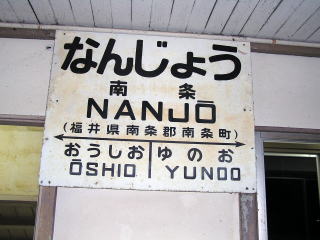 なんじょう
南条
NANJŌ
(福井県南条郡南条町)
おうしお ゆのお
ŌSHIO YUNOO